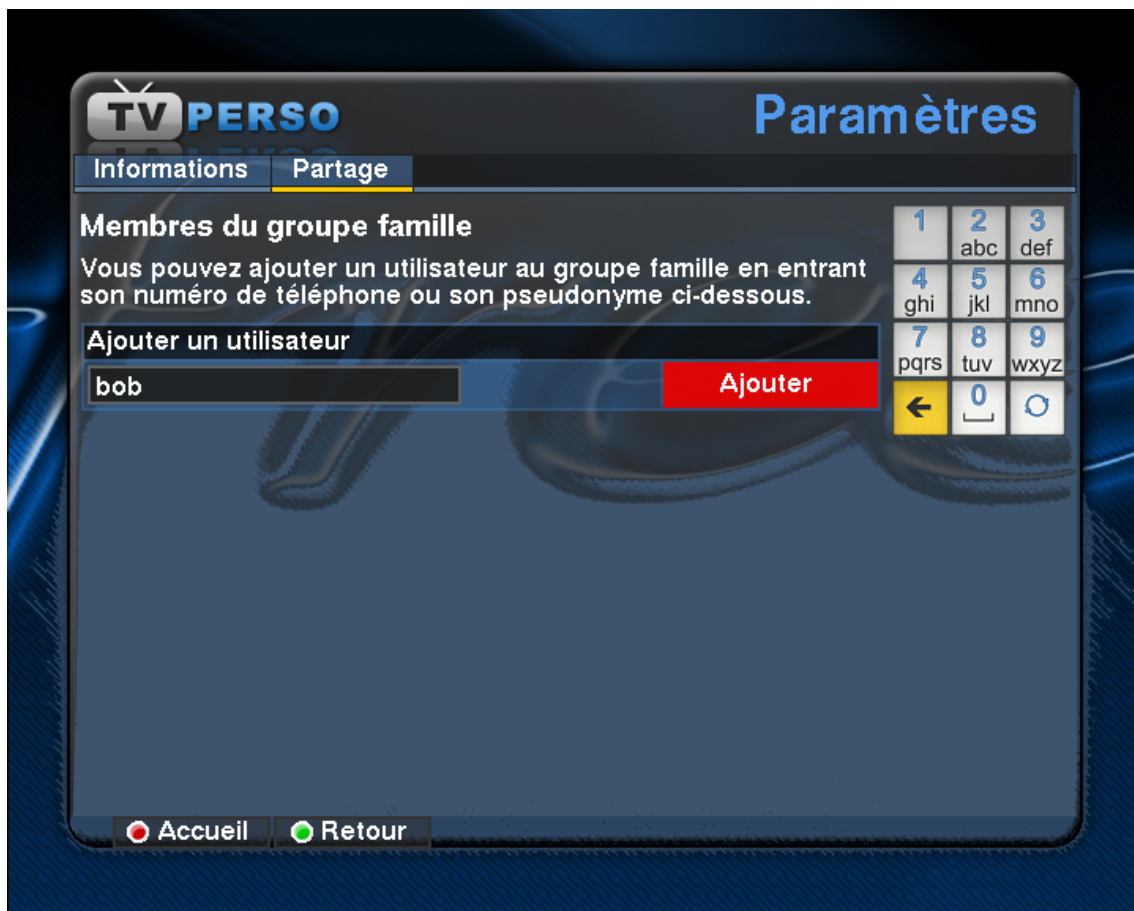 TV PERSO
Paramètres
Informations
Partage
Membres du groupe famille
Vous pouvez ajouter un utilisateur au groupe famille en entrant
son numéro de téléphone ou son pseudonyme ci-dessous.
Ajouter un utilisateur
bob
Ajouter
1
2
3
abc
def
4
5
6
ghi
jkl
mno
7
8
9
pqrs
tuv
wxyz
0
Accueil
Retour